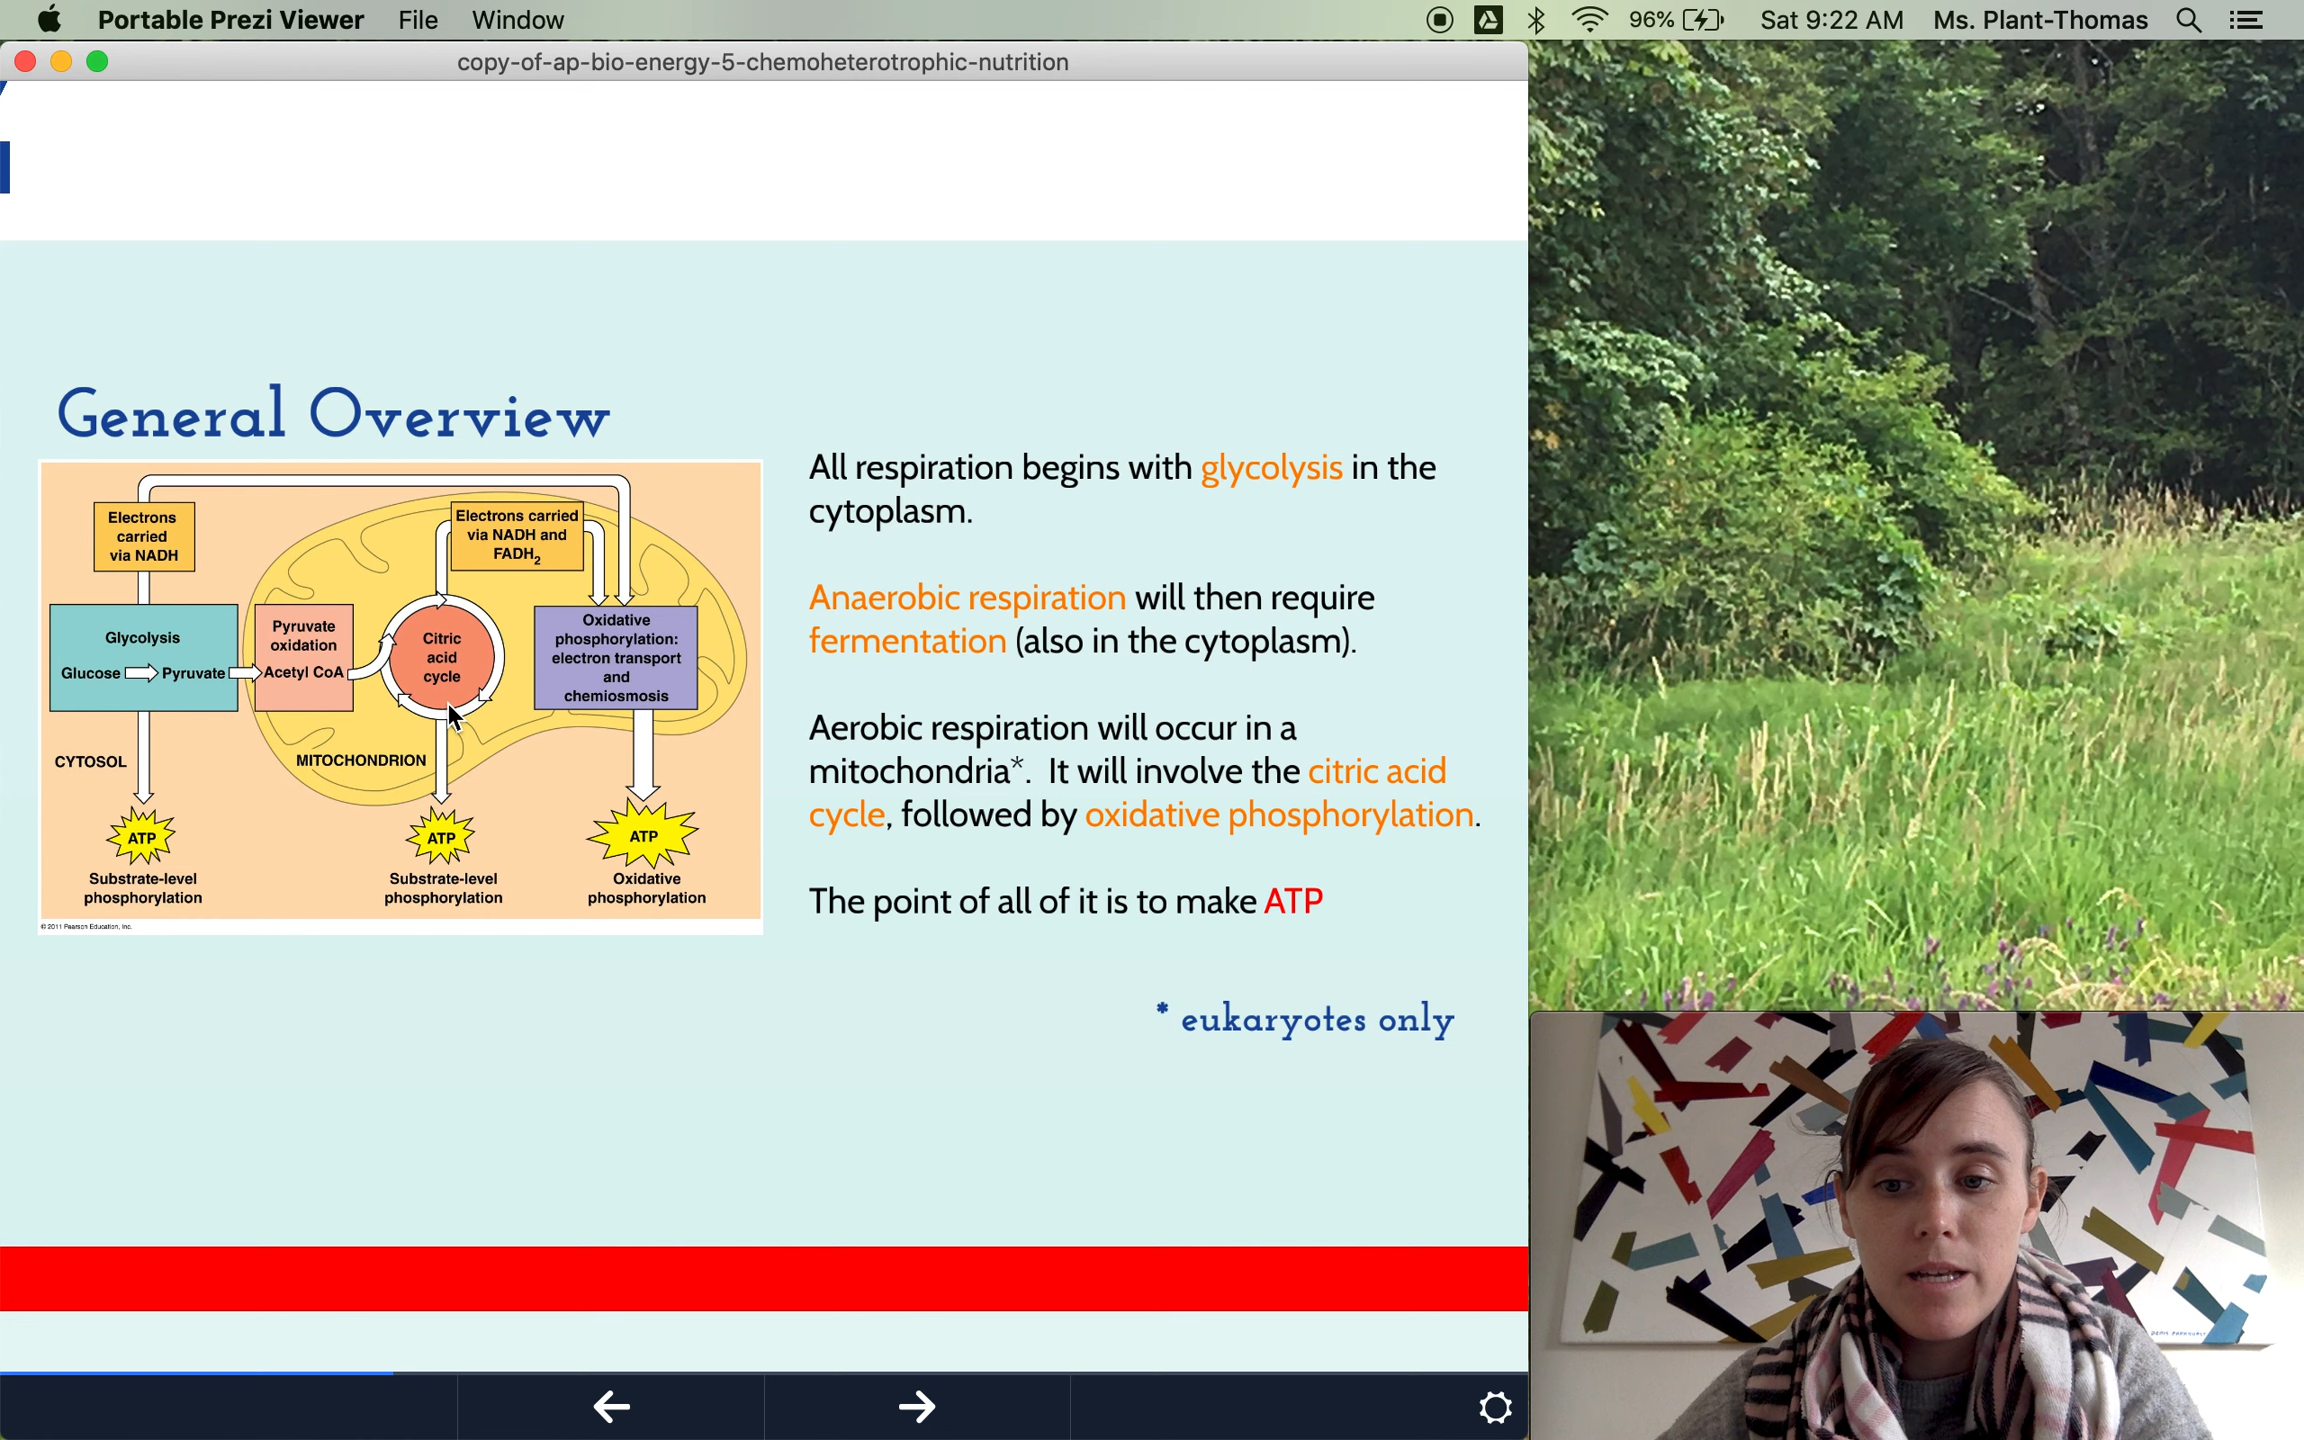 Portable Prezi Viewer File Window 96% Sat 9:22 AM Ms. Plant-Thomas
copy-of-ap-bio-energy-5-chemoheterotrophic-nutrition
General Overview
Electrons
carried
via NADH
Electrons carried
via NADH and
FADH2
Glycolysis
Glucose Pyruvate
Pyruvate
oxidation
Acetyl CoA
Citric
acid
cycle
Oxidative
phosphorylation:
electron transport
and
chemiosmosis
CYTOSOL
MITOCHONDRION
ATP
ATP
ATP
Substrate-level
phosphorylation
Substrate-level
phosphorylation
Oxidative
phosphorylation
© 2011 Pearson Education, Inc.
All respiration begins with glycolysis in the
cytoplasm.
Anaerobic respiration will then require
fermentation (also in the cytoplasm).
Aerobic respiration will occur in a
mitochondria*. It will involve the citric acid
cycle, followed by oxidative phosphorylation.
The point of all of it is to make ATP
* eukaryotes only